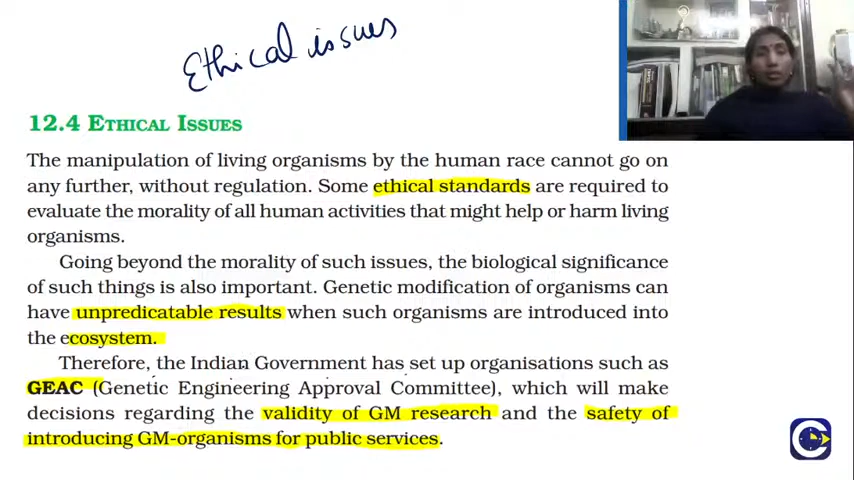 Ethical issues
12.4 ETHICAL ISSUES
The manipulation of living organisms by the human race cannot go on
any further, without regulation. Some ethical standards are required to
evaluate the morality of all human activities that might help or harm living
organisms.
Going beyond the morality of such issues, the biological significance
of such things is also important. Genetic modification of organisms can
have unpredicatable results when such organisms are introduced into
the ecosystem.
Therefore, the Indian Government has set up organisations such as
GEAC (Genetic Engineering Approval Committee), which will make
decisions regarding the validity of GM research and the safety of
introducing GM-organisms for public services.